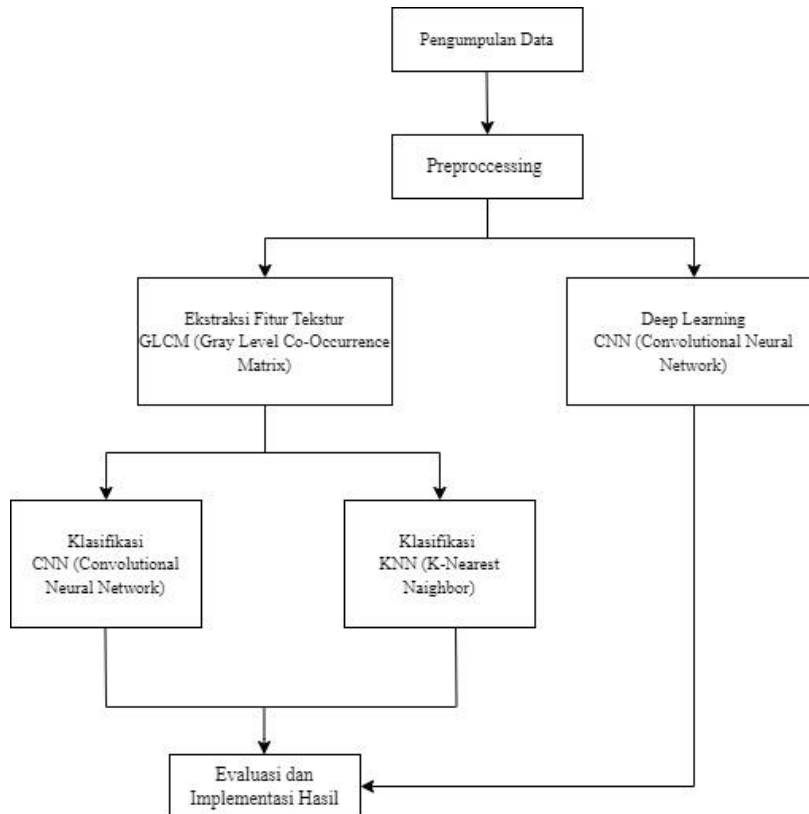 Pengumpulan Data
Preproccessing
Ekstraksi Fitur Tekstur
GLCM (Gray Level Co-Occurrence
Matrix)
Deep Learning
CNN (Convolutional Neural
Network)
Klasifikasi
CNN (Convolutional
Neural Network)
Klasifikasi
KNN (K-Nearest
Naighbor)
Evaluasi dan
Implementasi Hasil